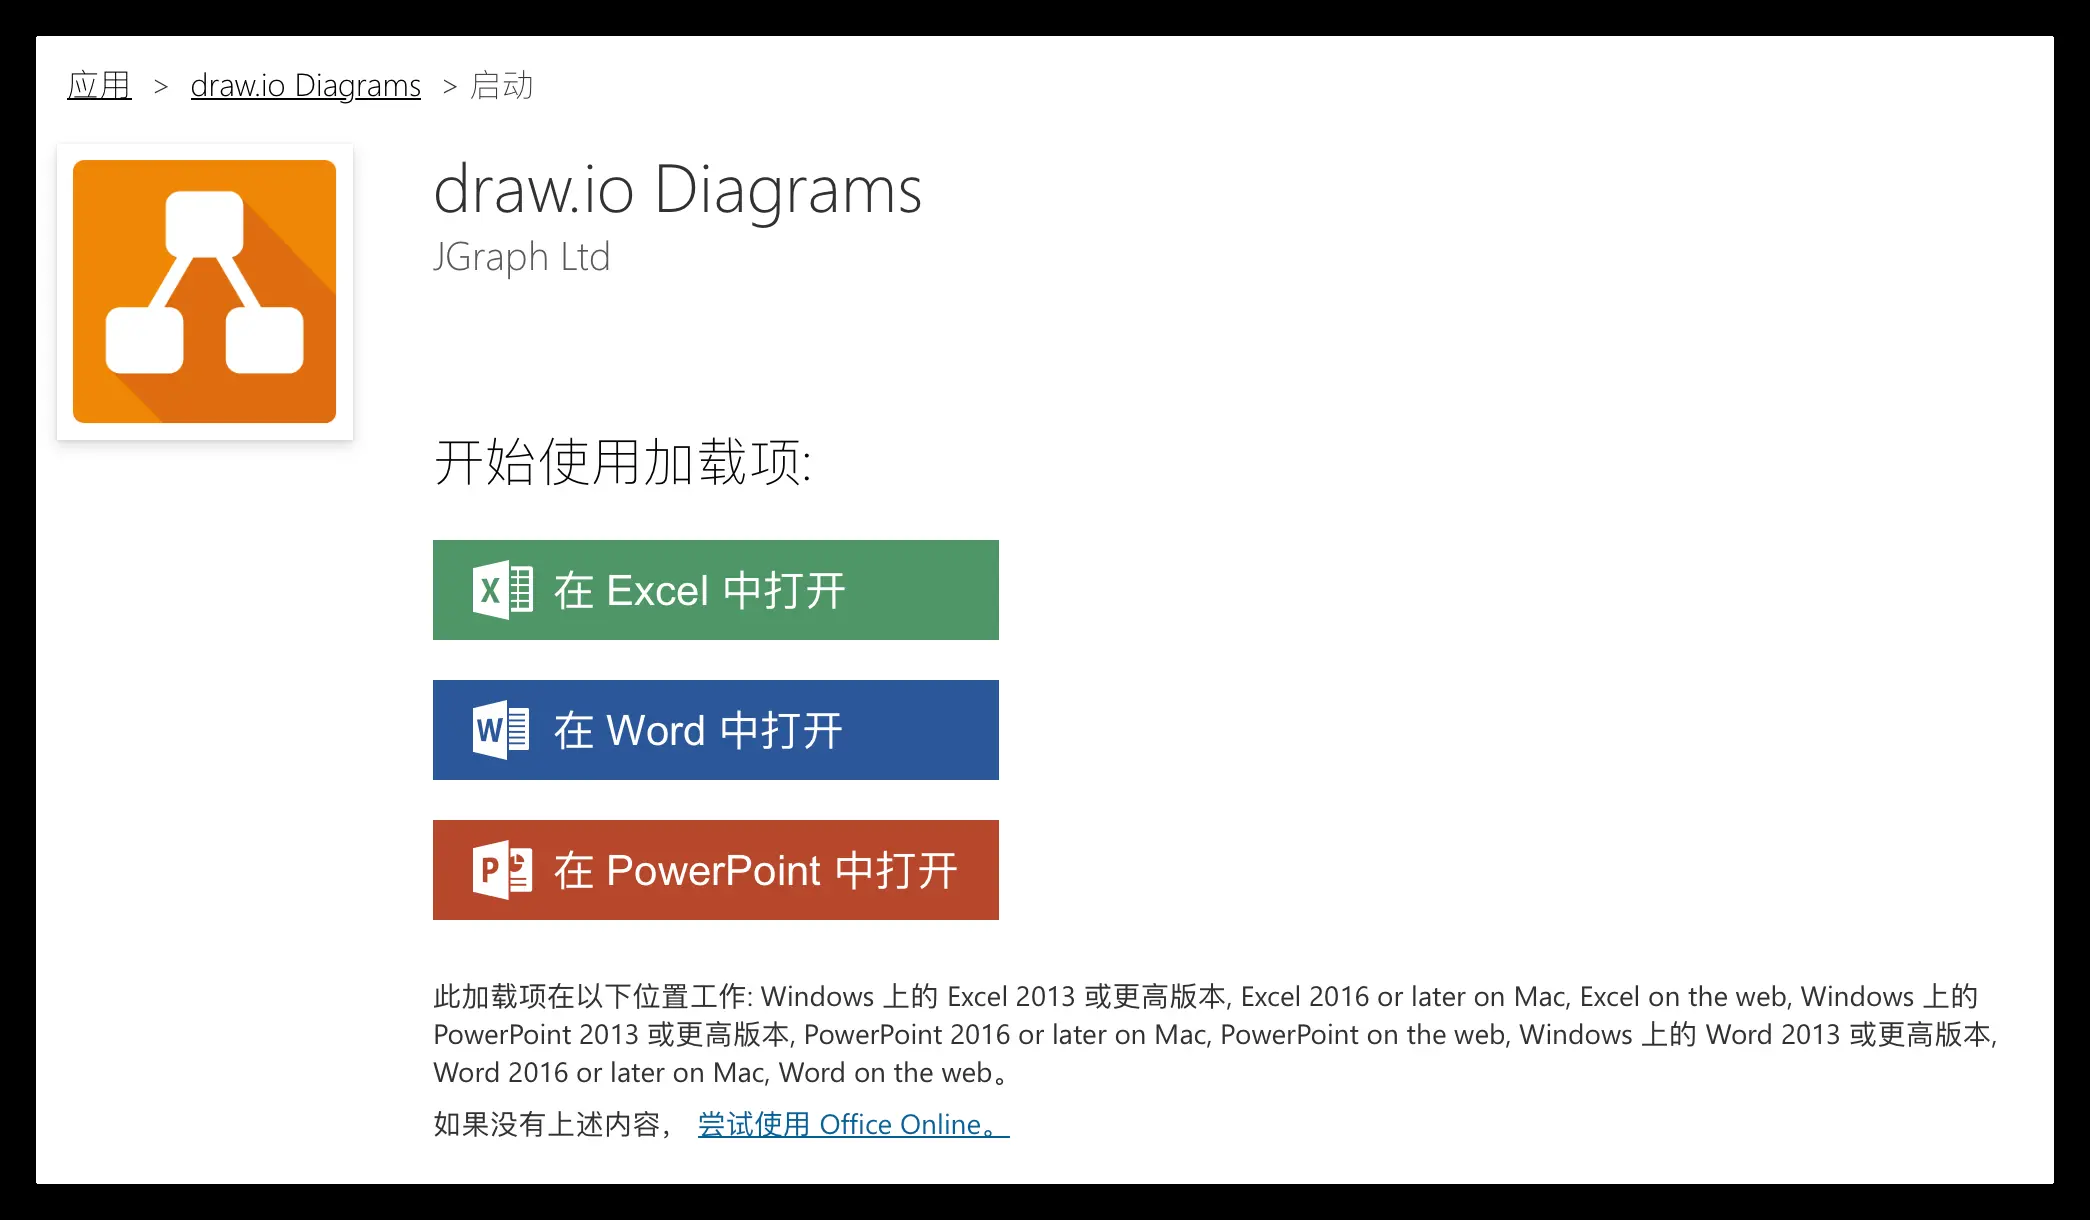 应用 > draw.io Diagrams > 启动
draw.io Diagrams
JGraph Ltd
开始使用加载项:
X 在 Excel 中打开
W 在 Word 中打开
P 在 PowerPoint 中打开
此加载项在以下位置工作: Windows 上的 Excel 2013 或更高版本, Excel 2016 or later on Mac, Excel on the web, Windows 上的
PowerPoint 2013 或更高版本, PowerPoint 2016 or later on Mac, PowerPoint on the web, Windows 上的 Word 2013 或更高版本,
Word 2016 or later on Mac, Word on the web。
如果没有上述内容， 尝试使用 Office Online。